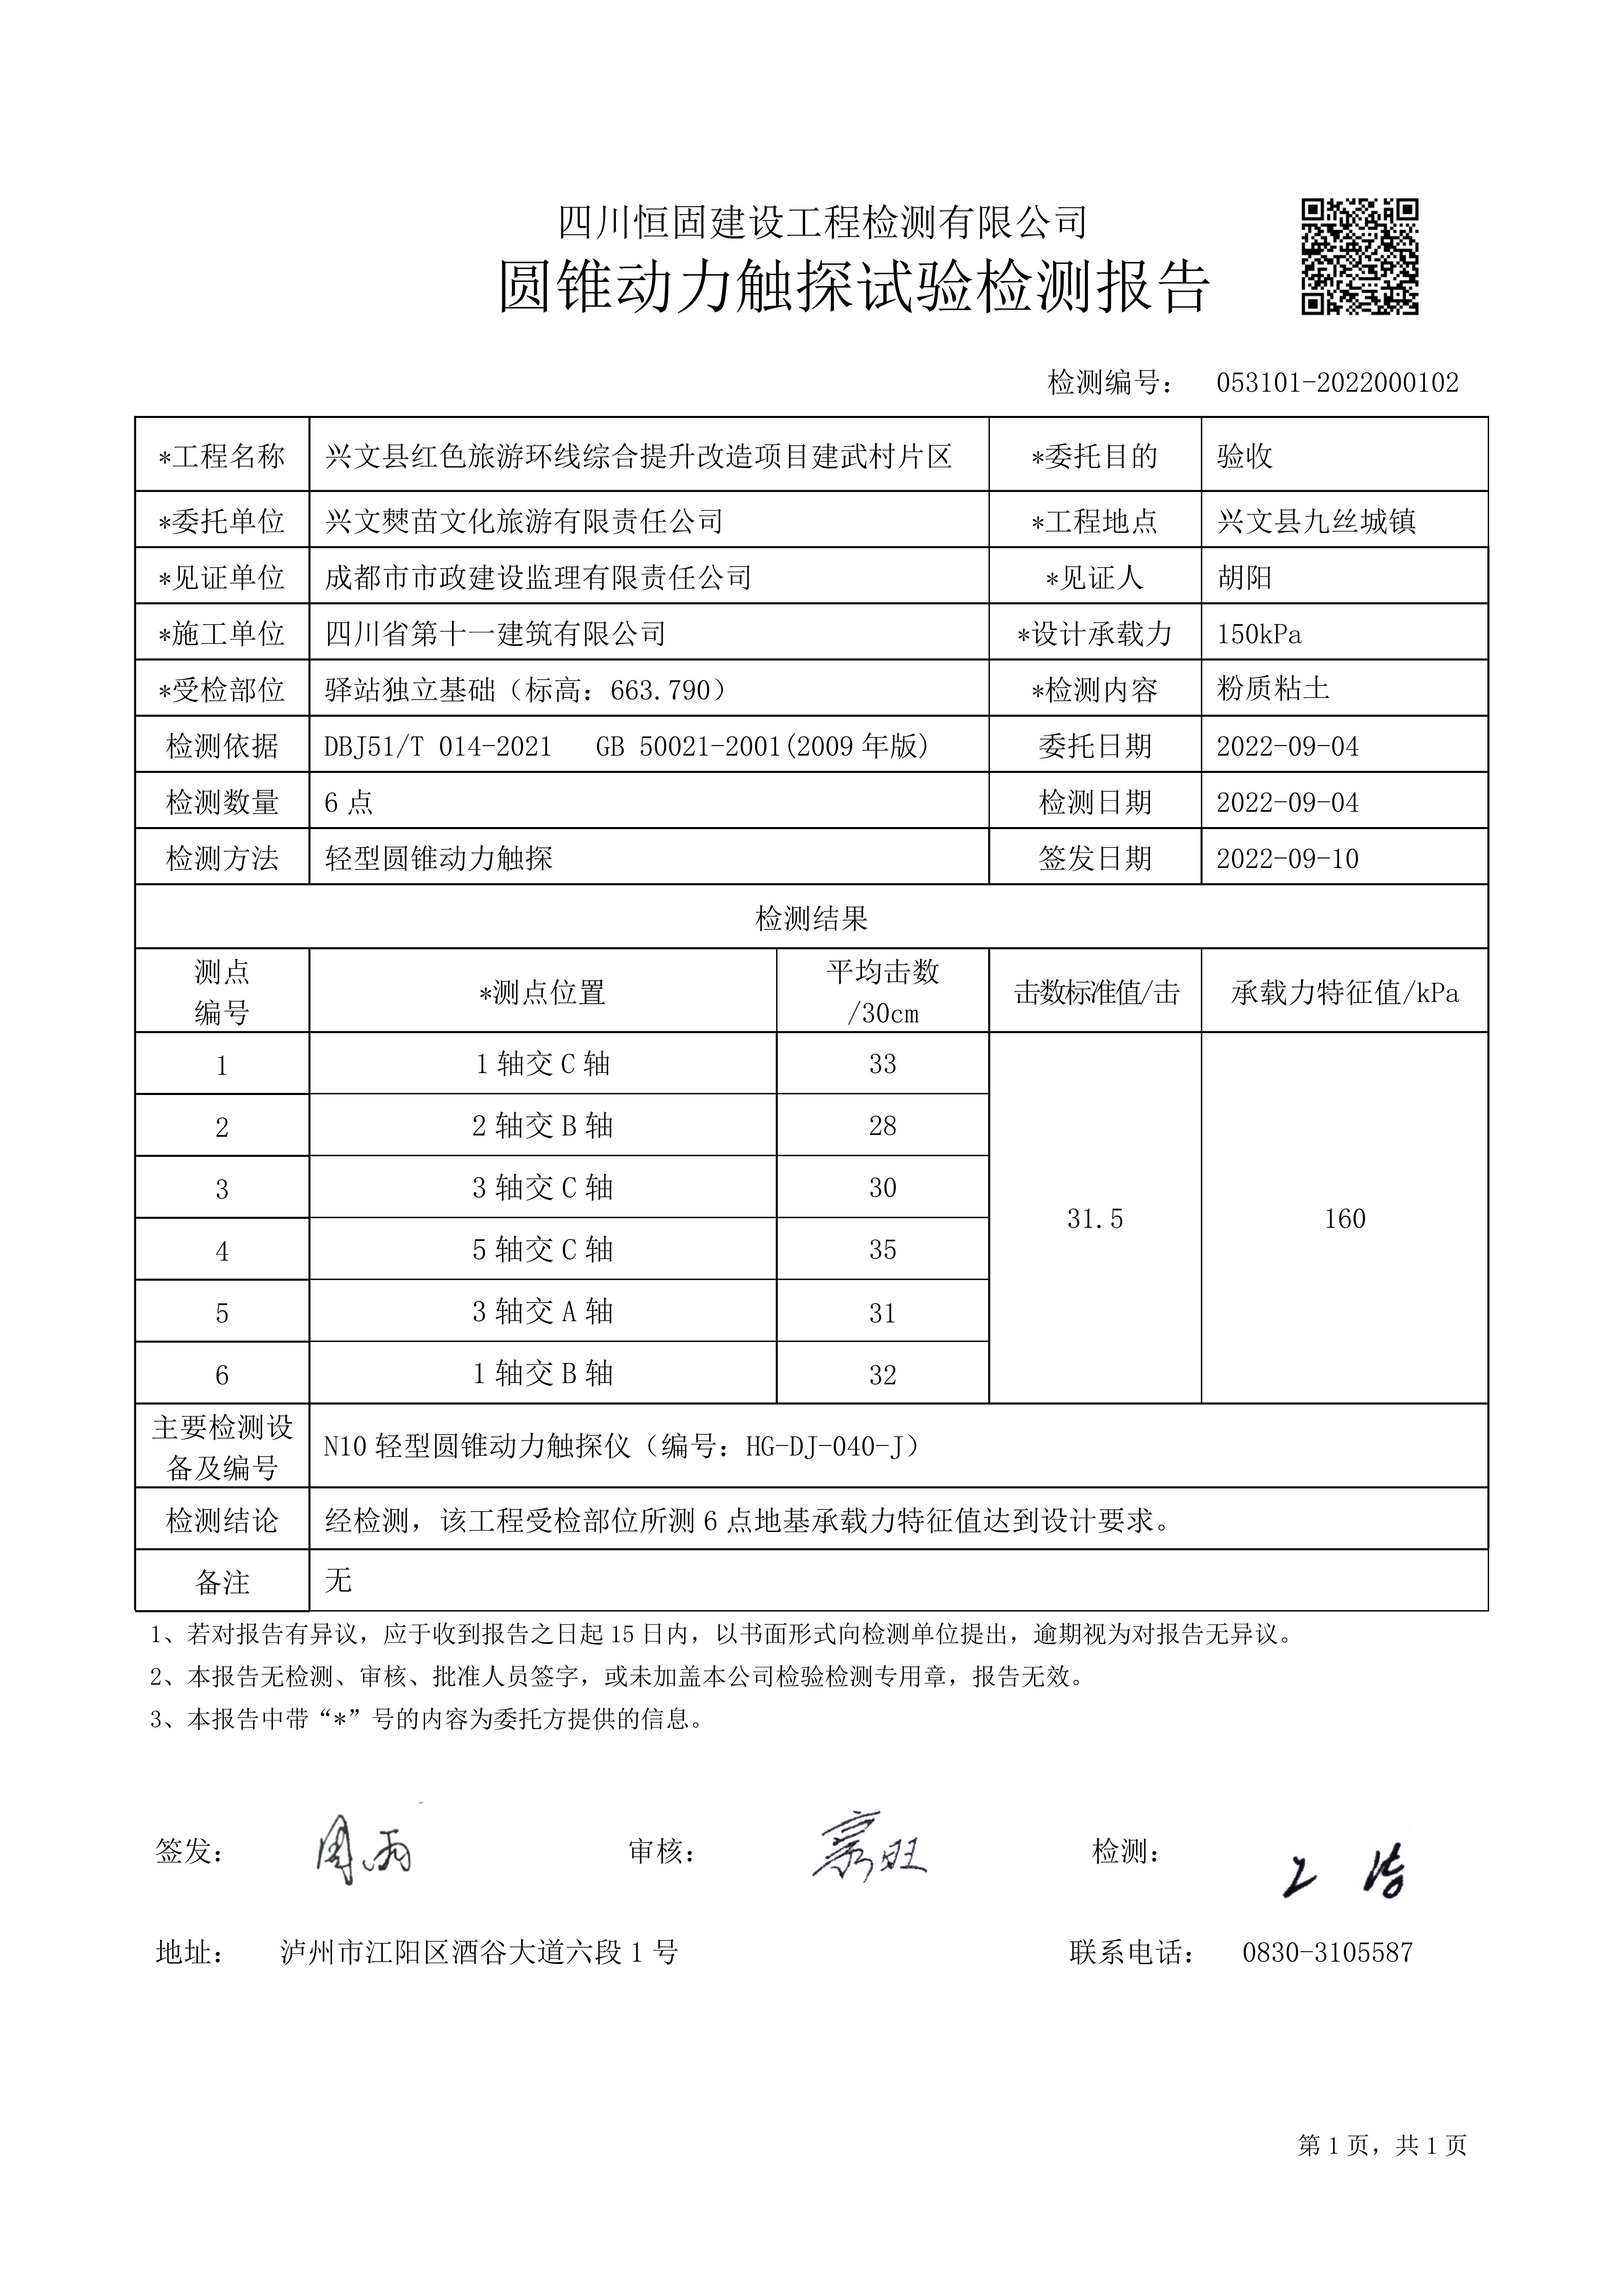 四川恒固建设工程检测有限公司
圆锥动力触探试验检测报告
检测编号： 053101-2022000102
*工程名称 兴文县红色旅游环线综合提升改造项目建武村片区 *委托目的 验收
*委托单位 兴文僰苗文化旅游有限责任公司 *工程地点 兴文县九丝城镇
*见证单位 成都市市政建设监理有限责任公司 *见证人 胡阳
*施工单位 四川省第十一建筑有限公司 *设计承载力 150kPa
*受检部位 驿站独立基础（标高：663.790） *检测内容 粉质粘土
检测依据 DBJ51/T 014-2021 GB 50021-2001(2009年版) 委托日期 2022-09-04
检测数量 6点 检测日期 2022-09-04
检测方法 轻型圆锥动力触探 签发日期 2022-09-10
检测结果
测点编号 *测点位置 平均击数/30cm 击数标准值/击 承载力特征值/kPa
1 1轴交C轴 33
2 2轴交B轴 28
3 3轴交C轴 30
31.5 160
4 5轴交C轴 35
5 3轴交A轴 31
6 1轴交B轴 32
主要检测设备及编号 N10轻型圆锥动力触探仪（编号：HG-DJ-040-J）
检测结论 经检测，该工程受检部位所测6点地基承载力特征值达到设计要求。
备注 无
1、若对报告有异议，应于收到报告之日起15日内，以书面形式向检测单位提出，逾期视为对报告无异议。
2、本报告无检测、审核、批准人员签字，或未加盖本公司检验检测专用章，报告无效。
3、本报告中带“*”号的内容为委托方提供的信息。
签发： 周雨 审核： 检测：
地址： 泸州市江阳区酒谷大道六段1号 联系电话： 0830-3105587
第1页，共1页